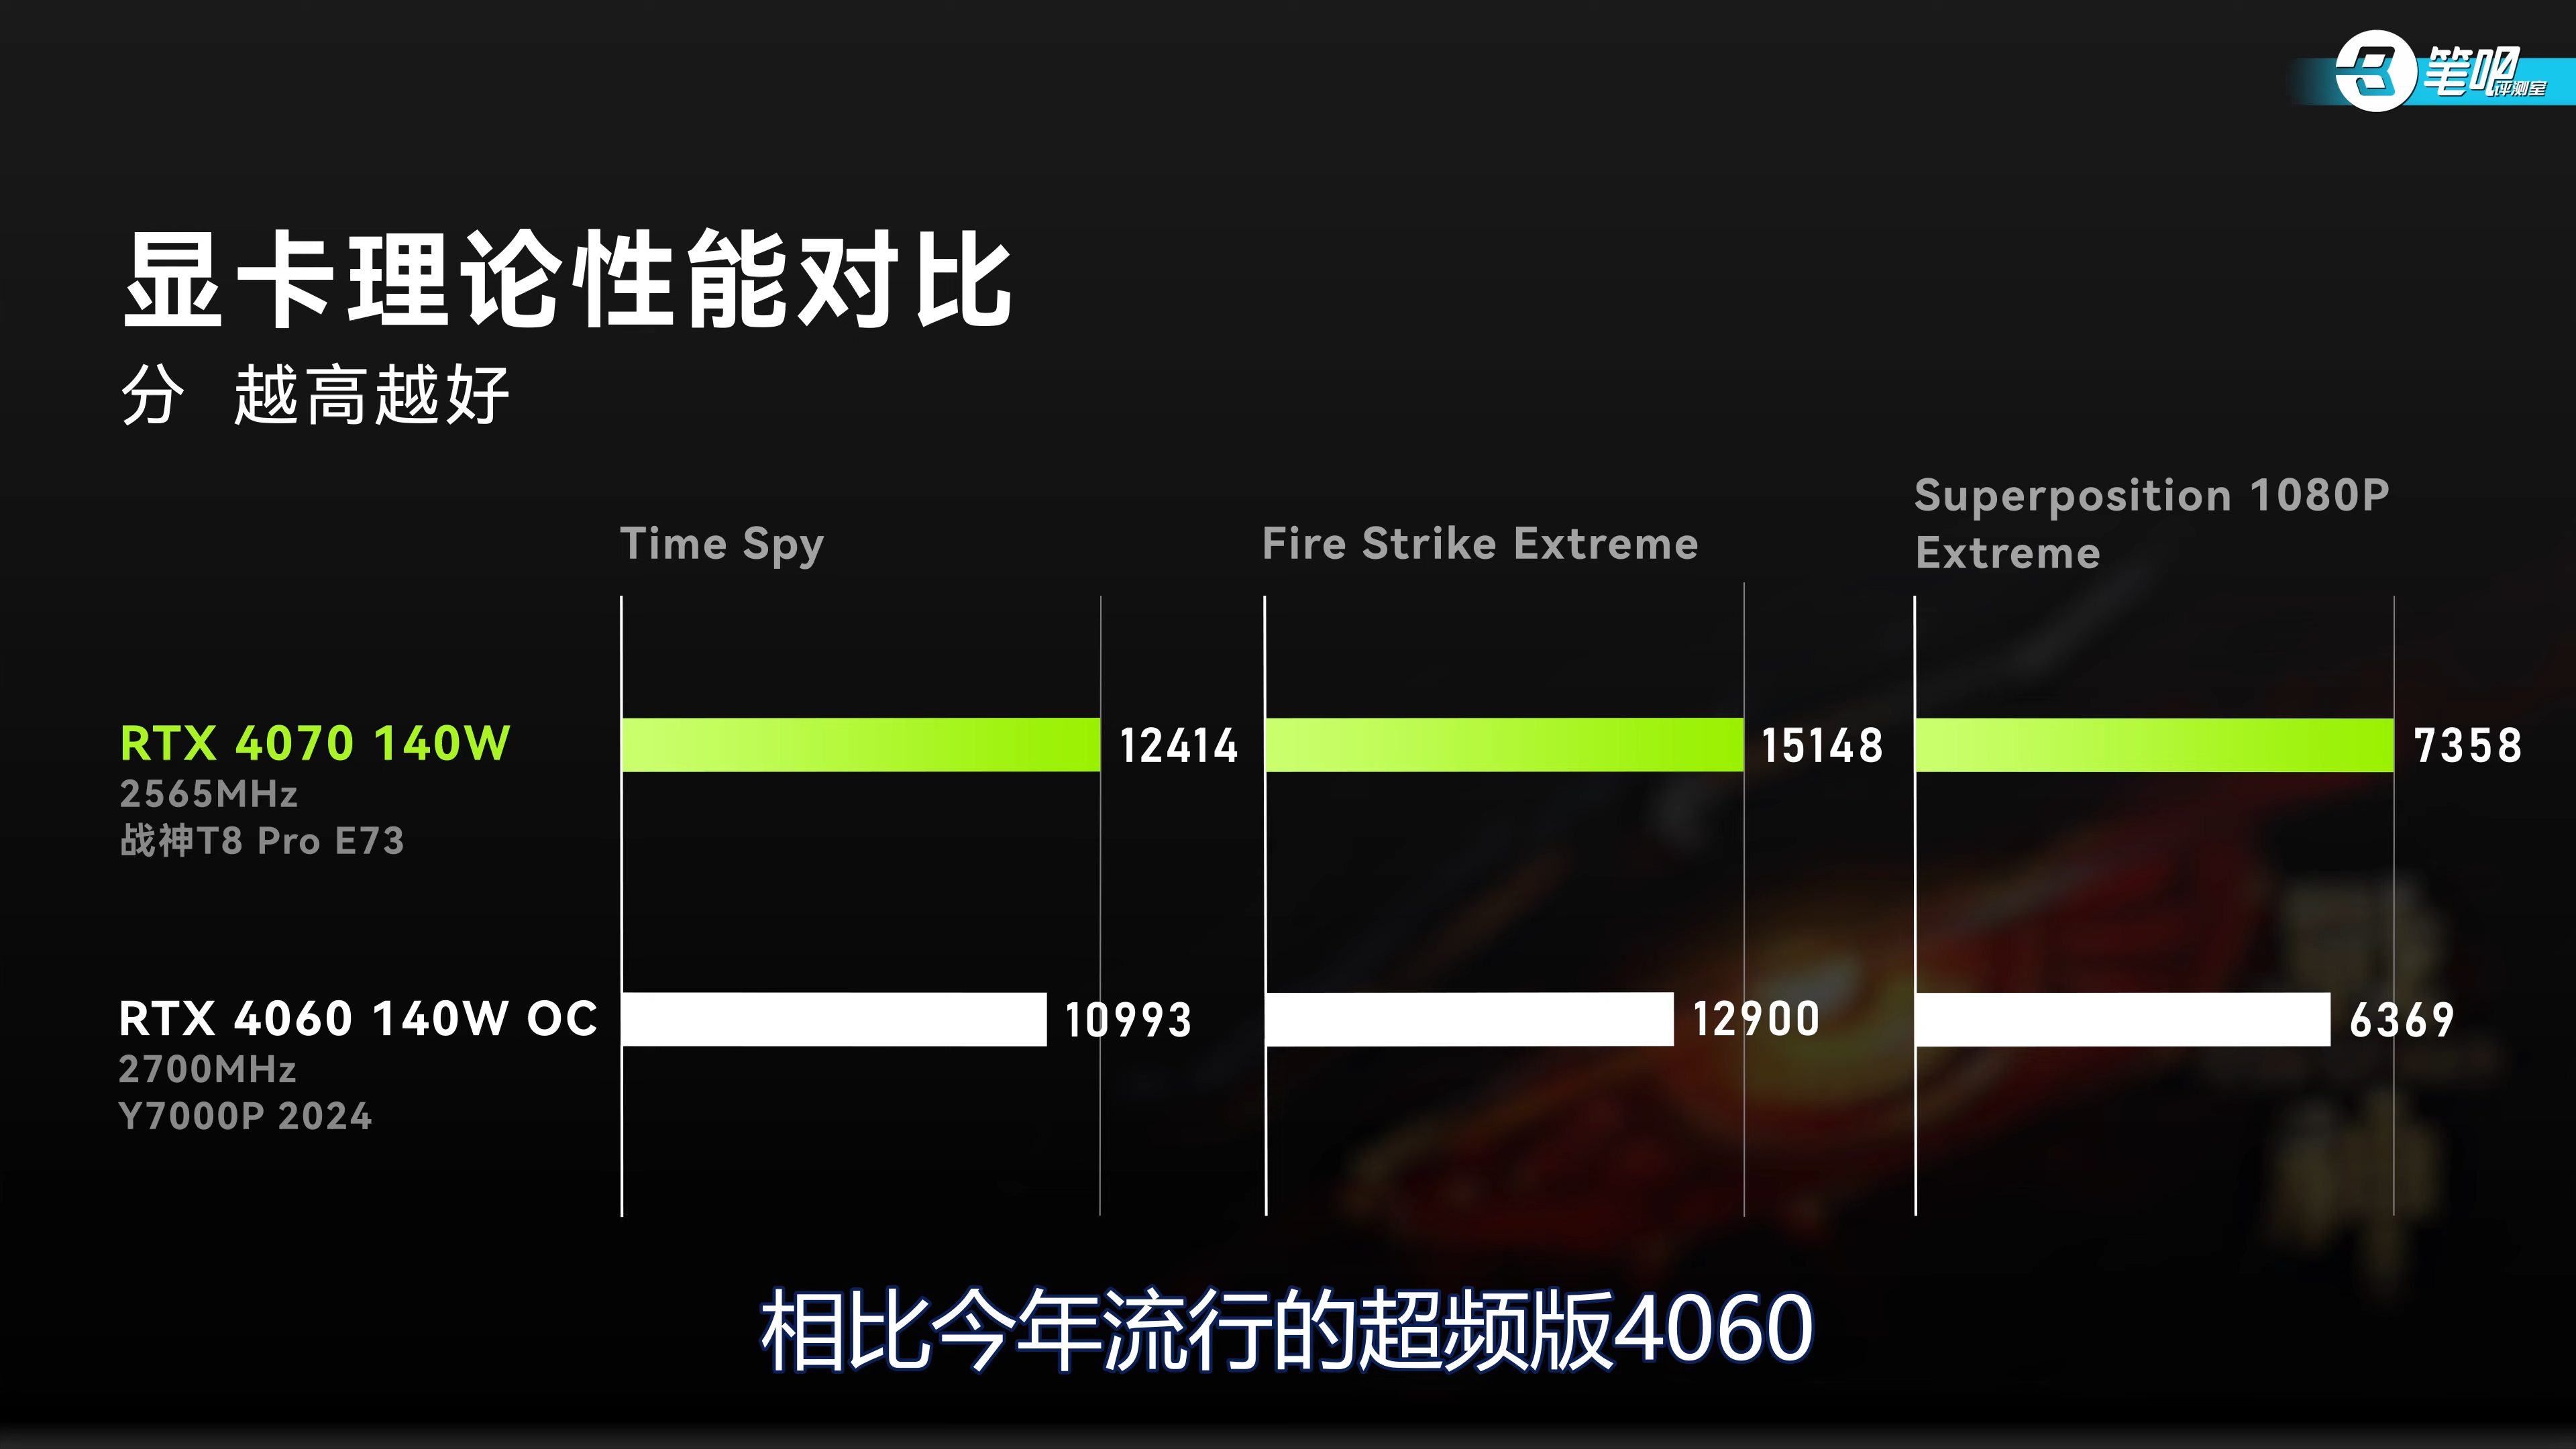 笔吧
评测室
显卡理论性能对比
分 越高越好
Time Spy
Fire Strike Extreme
Superposition 1080P
Extreme
RTX 4070 140W
2565MHz
战神T8 Pro E73
12414
15148
7358
RTX 4060 140W OC
2700MHz
Y7000P 2024
10993
12900
6369
相比今年流行的超频版4060